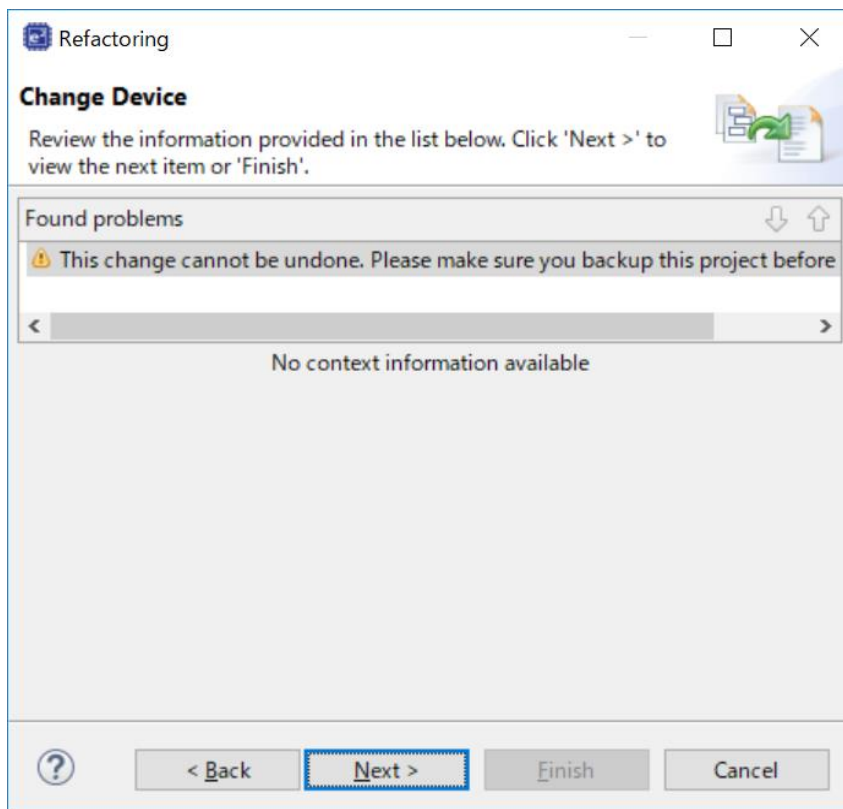 Refactoring
Change Device
Review the information provided in the list below. Click 'Next >' to
view the next item or 'Finish'.
Found problems
This change cannot be undone. Please make sure you backup this project before
No context information available
< Back Next > Finish Cancel